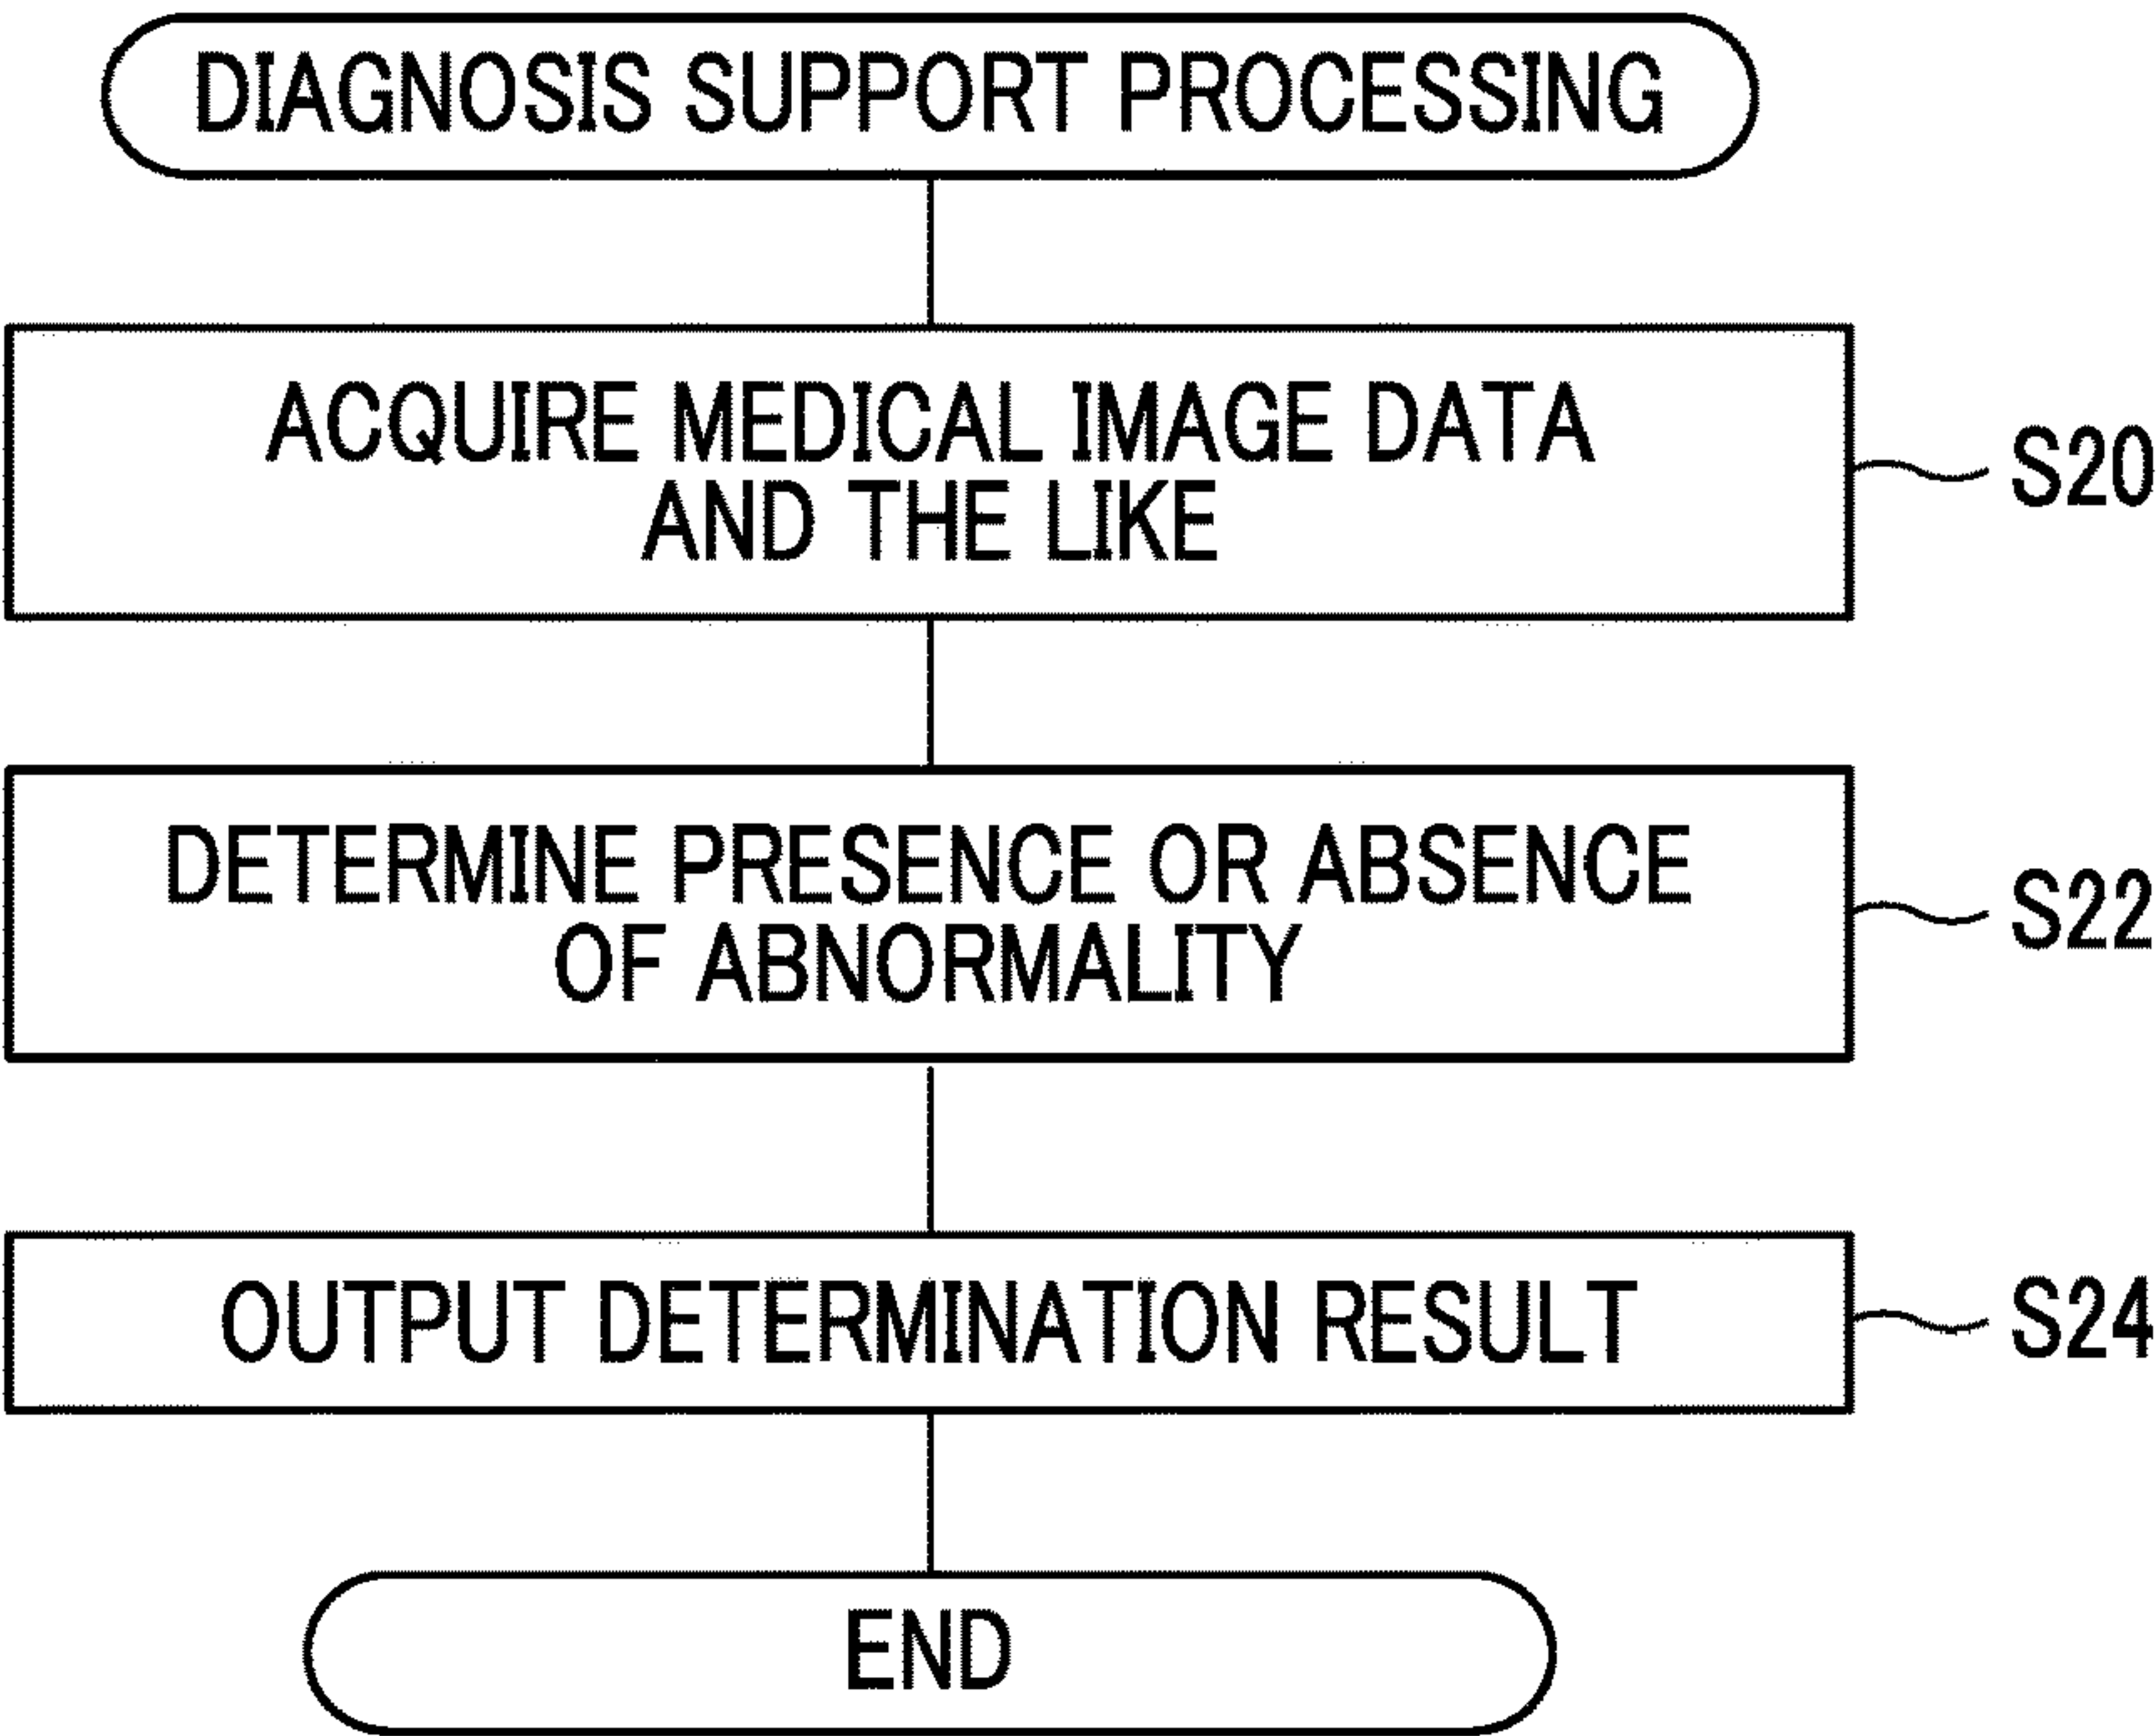 DIAGNOSIS SUPPORT PROCESSING
ACQUIRE MEDICAL IMAGE DATA
AND THE LIKE
S20
DETERMINE PRESENCE OR ABSENCE
OF ABNORMALITY
S22
OUTPUT DETERMINATION RESULT
S24
END